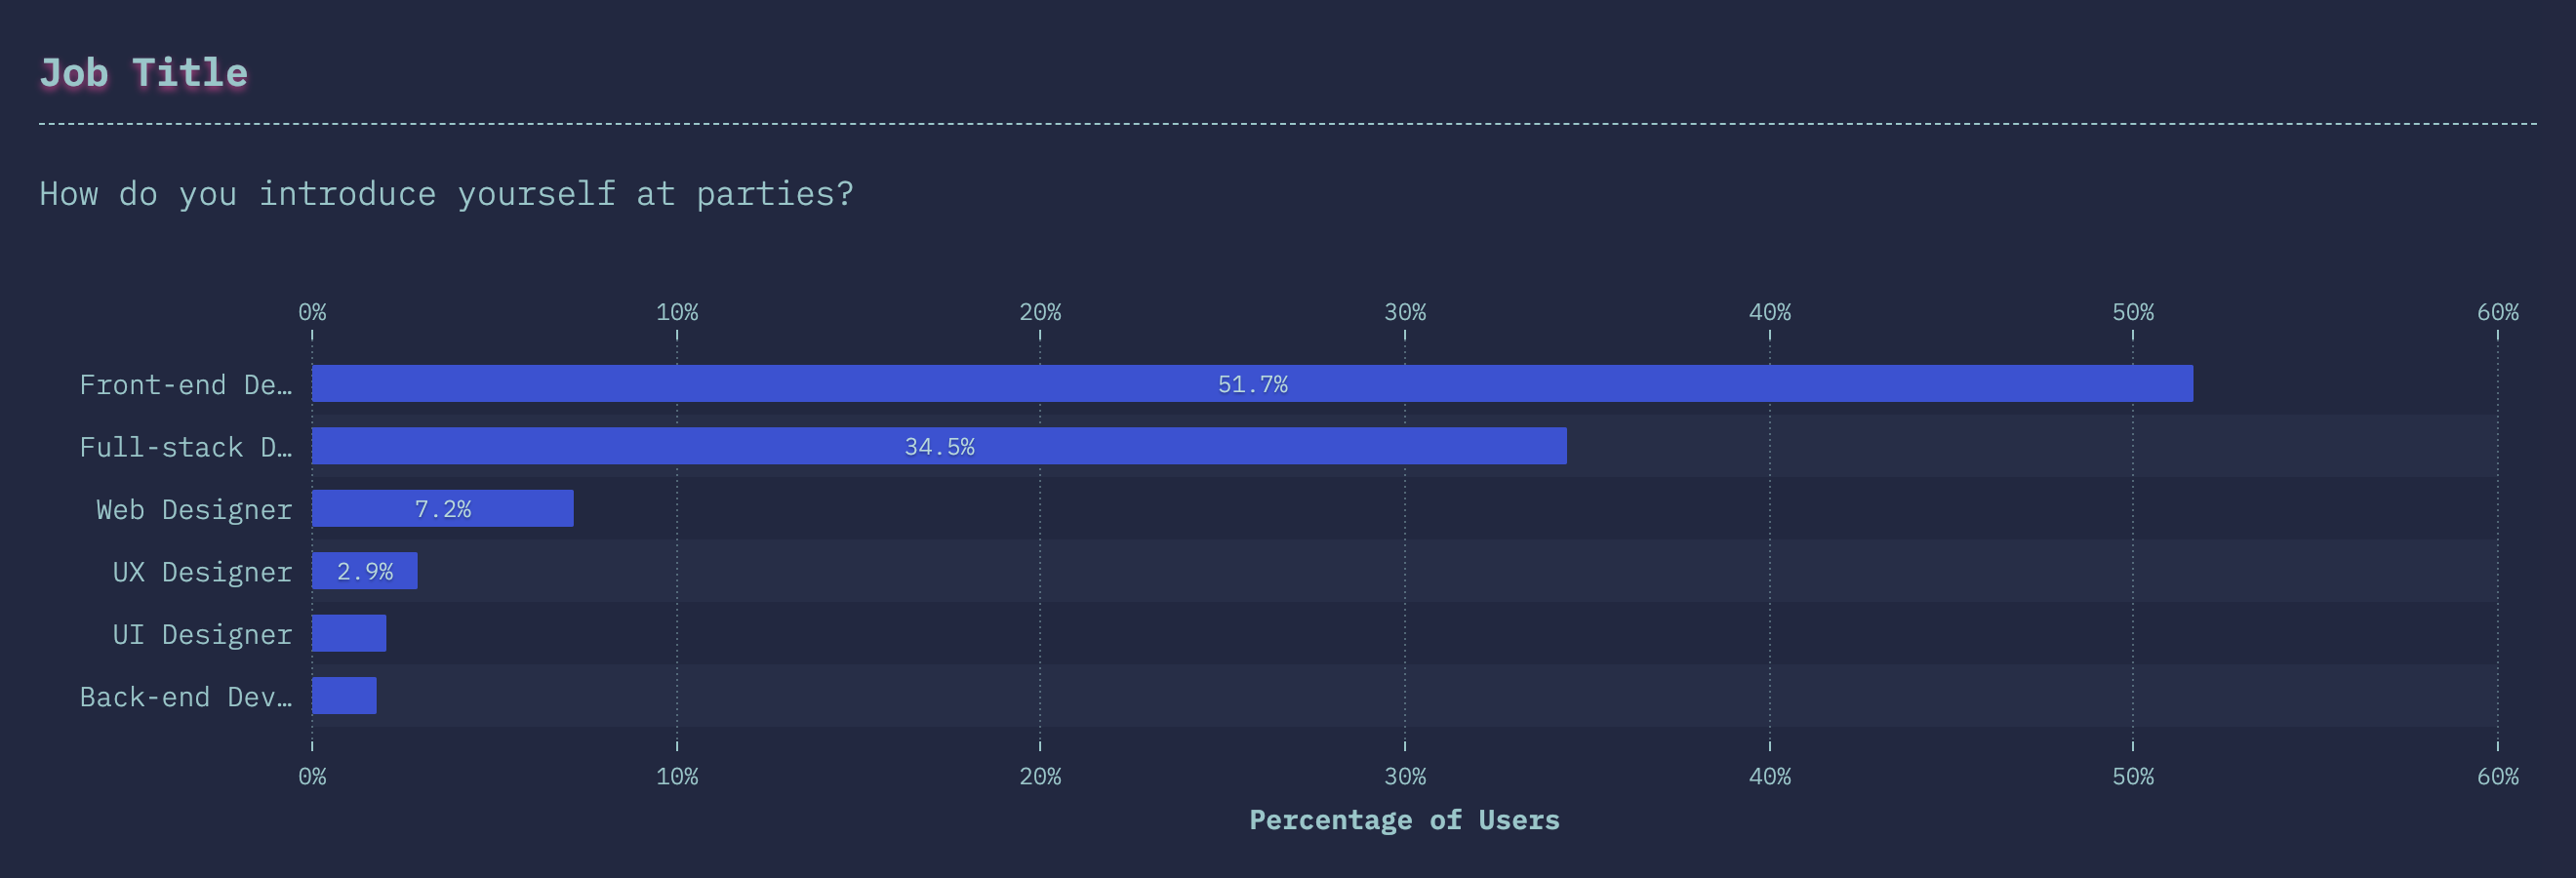 Job Title
How do you introduce yourself at parties?
0% 10% 20% 30% 40% 50% 60%
Front-end De… 51.7%
Full-stack D… 34.5%
Web Designer 7.2%
UX Designer 2.9%
UI Designer
Back-end Dev…
0% 10% 20% 30% 40% 50% 60%
Percentage of Users